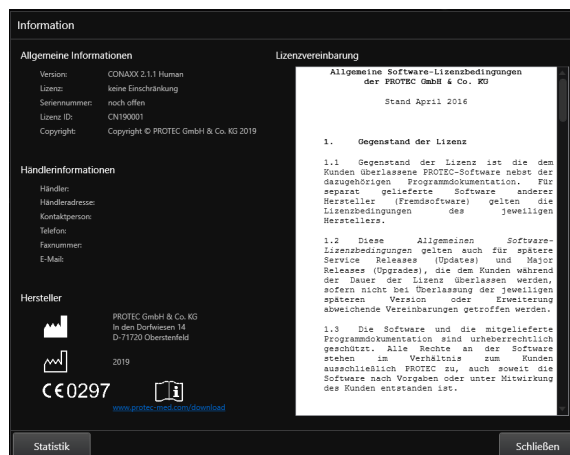 Information
Allgemeine Informationen
Version: CONAXX 2.1.1 Human
Lizenz: keine Einschränkung
Seriennummer: noch offen
Lizenz ID: CN190001
Copyright: Copyright © PROTEC GmbH & Co. KG 2019
Händlerinformationen
Händler:
Händleradresse:
Kontaktperson:
Telefon:
Faxnummer:
E-Mail:
Hersteller
PROTEC GmbH & Co. KG
In den Dorfwiesen 14
D-71720 Oberstenfeld
2019
CE 0297
www.protec-med.com/download
Lizenzvereinbarung
Allgemeine Software-Lizenzbedingungen
der PROTEC GmbH & Co. KG
Stand April 2016
1. Gegenstand der Lizenz
1.1 Gegenstand der Lizenz ist die dem
Kunden überlassene PROTEC-Software nebst der
dazugehörigen Programmdokumentation. Für
separat gelieferte Software anderer
Hersteller (Fremdsoftware) gelten die
Lizenzbedingungen des jeweiligen
Herstellers.
1.2 Diese Allgemeinen Software-
Lizenzbedingungen gelten auch für spätere
Service Releases (Updates) und Major
Releases (Upgrades), die dem Kunden während
der Dauer der Lizenz überlassen werden,
sofern nicht bei Überlassung der jeweiligen
späteren Version oder Erweiterung
abweichende Vereinbarungen getroffen werden.
1.3 Die Software und die mitgelieferte
Programmdokumentation sind urheberrechtlich
geschützt. Alle Rechte an der Software
stehen im Verhältnis zum Kunden
ausschließlich PROTEC zu, auch soweit die
Software nach Vorgaben oder unter Mitwirkung
des Kunden entstanden ist.
Statistik
Schließen